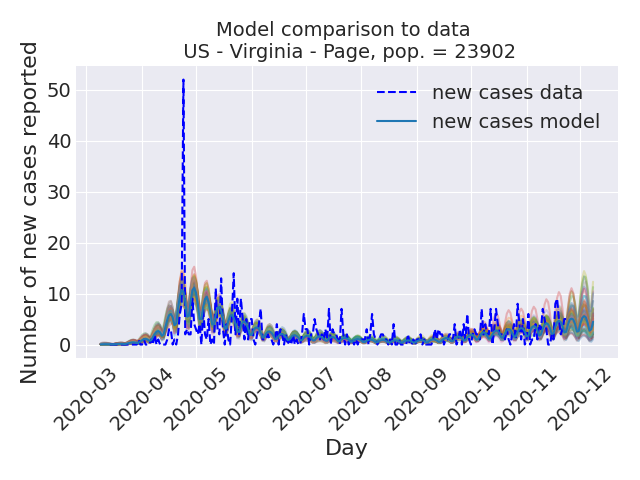 Model comparison to data
US - Virginia - Page, pop. = 23902
Number of new cases reported
50
40
30
20
10
0
new cases data
new cases model
2020-03
2020-04
2020-05
2020-06
2020-07
2020-08
2020-09
2020-10
2020-11
2020-12
Day